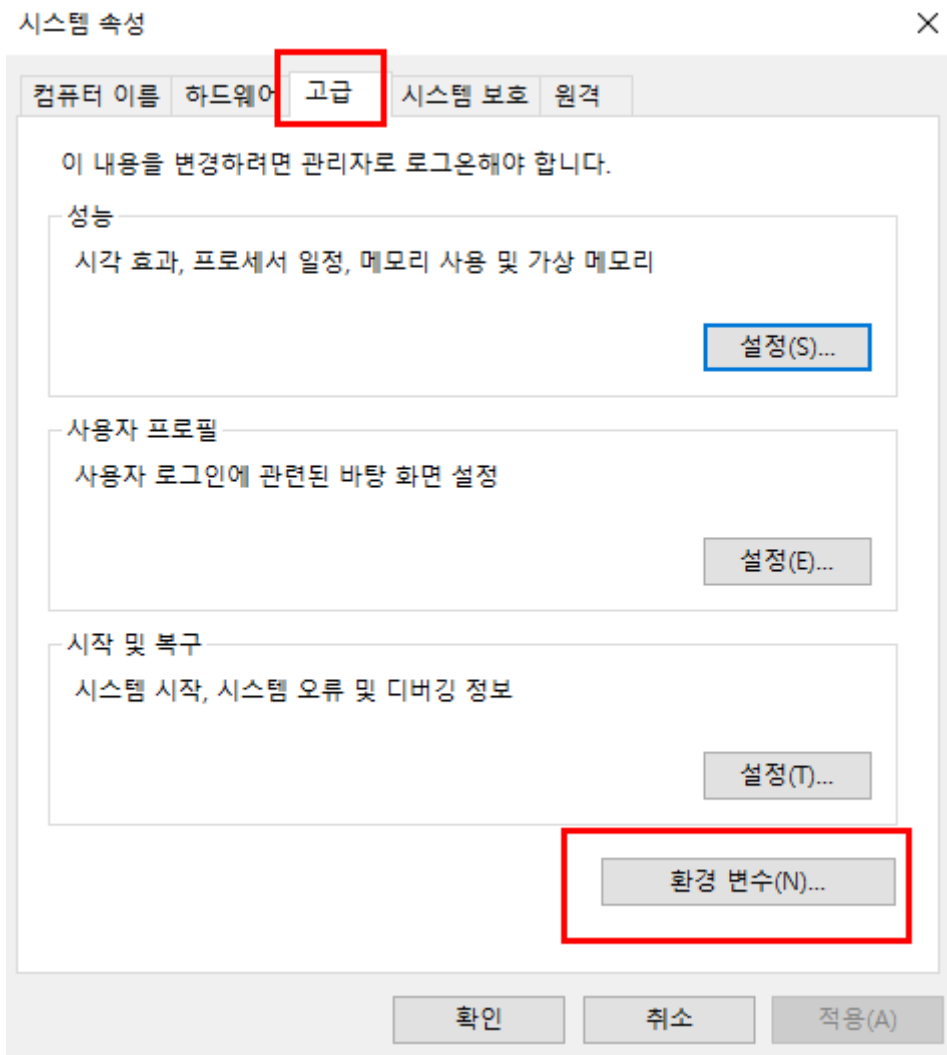 시스템 속성
컴퓨터 이름 하드웨어 고급 시스템 보호 원격
이 내용을 변경하려면 관리자로 로그온해야 합니다.
성능
시각 효과, 프로세서 일정, 메모리 사용 및 가상 메모리
설정(S)...
사용자 프로필
사용자 로그인에 관련된 바탕 화면 설정
설정(E)...
시작 및 복구
시스템 시작, 시스템 오류 및 디버깅 정보
설정(T)...
환경 변수(N)...
확인 취소 적용(A)